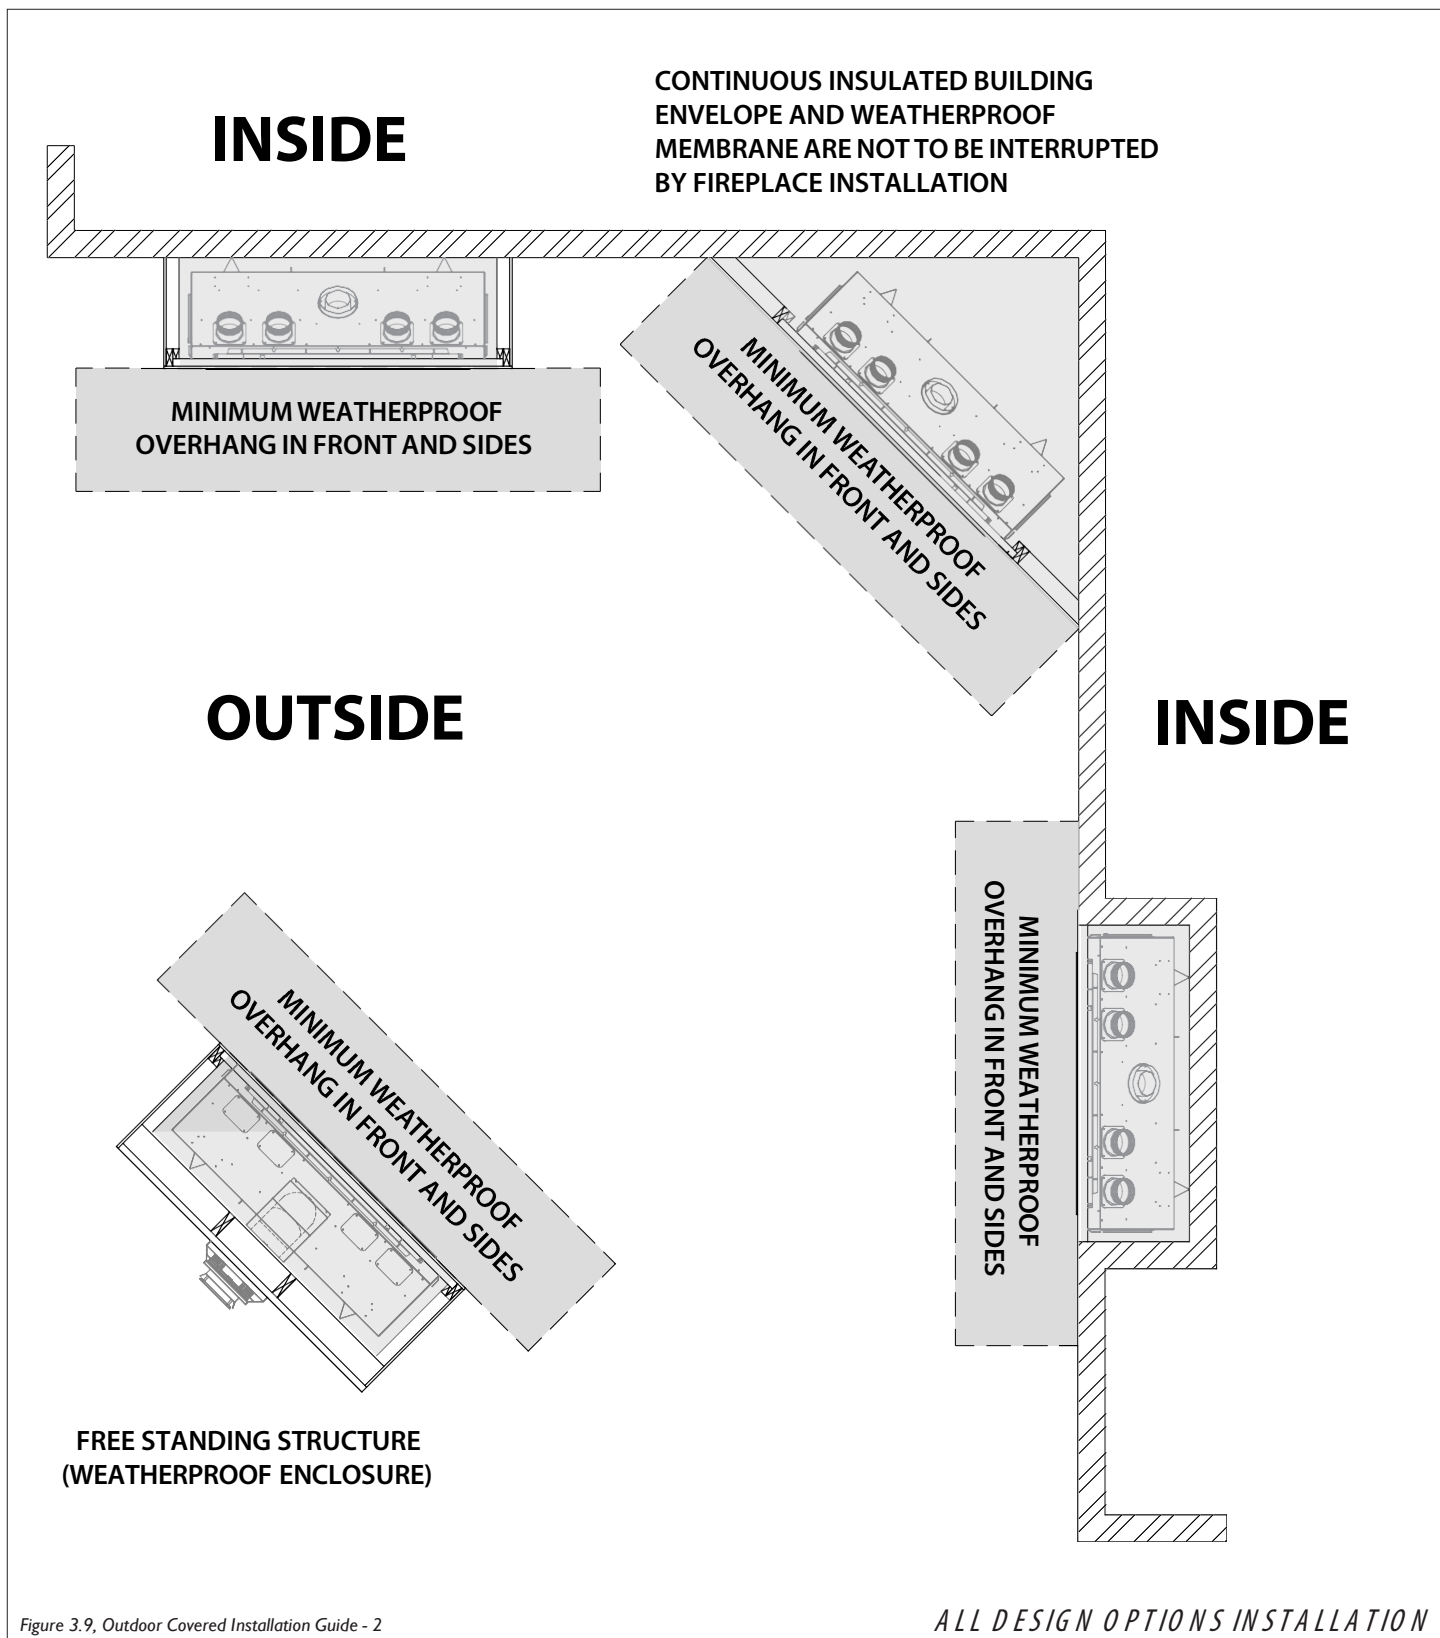 INSIDE
CONTINUOUS INSULATED BUILDING
ENVELOPE AND WEATHERPROOF
MEMBRANE ARE NOT TO BE INTERRUPTED
BY FIREPLACE INSTALLATION
MINIMUM WEATHERPROOF
OVERHANG IN FRONT AND SIDES
MINIMUM WEATHERPROOF
OVERHANG IN FRONT AND SIDES
OUTSIDE
INSIDE
MINIMUM WEATHERPROOF
OVERHANG IN FRONT AND SIDES
MINIMUM WEATHERPROOF
OVERHANG IN FRONT AND SIDES
FREE STANDING STRUCTURE
(WEATHERPROOF ENCLOSURE)
Figure 3.9, Outdoor Covered Installation Guide - 2
ALL DESIGN OPTIONS INSTALLATION